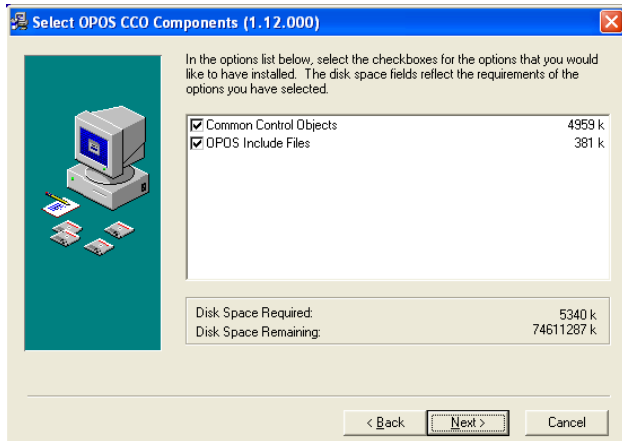 Select OPOS CCO Components (1.12.000)
In the options list below, select the checkboxes for the options that you would
like to have installed. The disk space fields reflect the requirements of the
options you have selected.
Common Control Objects 4959 k
OPOS Include Files 381 k
Disk Space Required: 5340 k
Disk Space Remaining: 74611287 k
< Back Next > Cancel